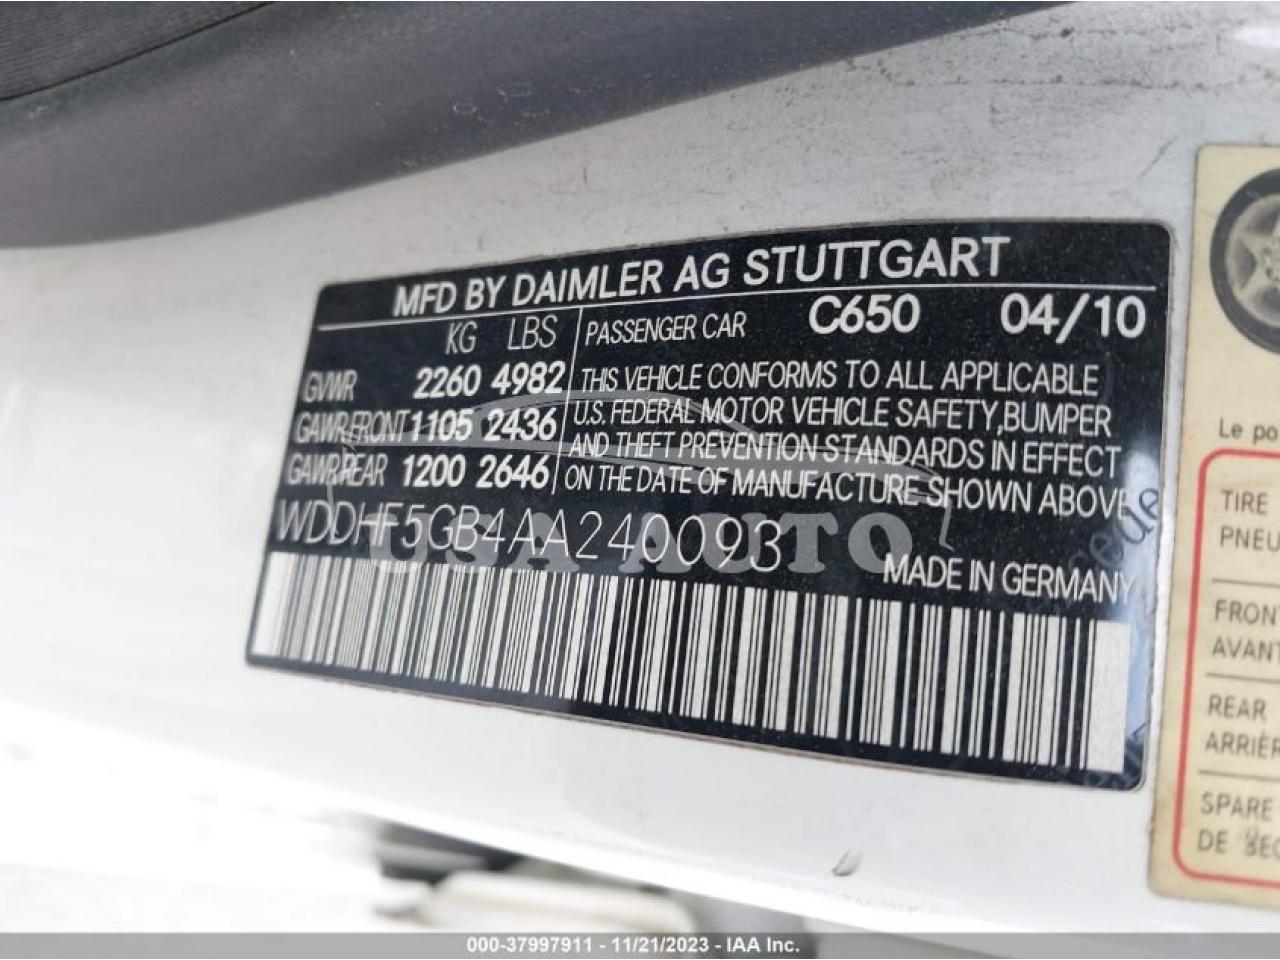 MFD BY DAIMLER AG STUTTGART
KG LBS PASSENGER CAR C650 04/10
GVWR 2260 4982 THIS VEHICLE CONFORMS TO ALL APPLICABLE
GAWR FRONT 1105 2436 U.S. FEDERAL MOTOR VEHICLE SAFETY, BUMPER
AND THEFT PREVENTION STANDARDS IN EFFECT
GAWR REAR 1200 2646 ON THE DATE OF MANUFACTURE SHOWN ABOVE
WDDHF5GB4AA240093
USA AUTO
MADE IN GERMANY
Le po
TIRE
PNEU
FRON
AVANT
REAR
ARRIÈR
SPARE
DE SEC
000-37997911 - 11/21/2023 - IAA Inc.